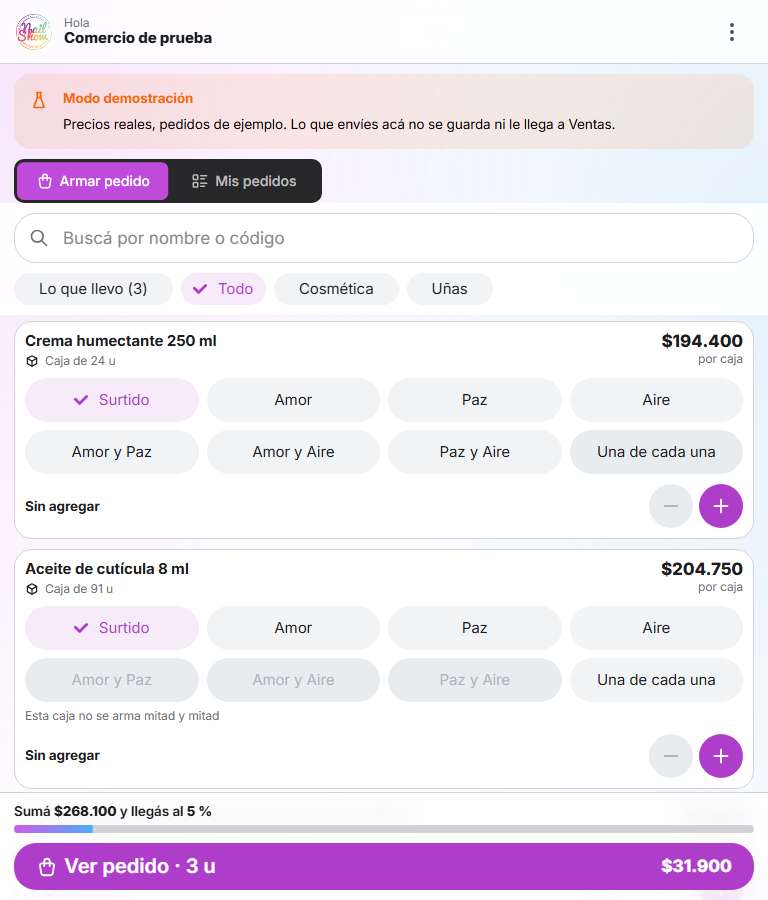 Nail Show
Hola
Comercio de prueba
Modo demostración
Precios reales, pedidos de ejemplo. Lo que envíes acá no se guarda ni le llega a Ventas.
Armar pedido
Mis pedidos
Buscá por nombre o código
Lo que llevo (3)
Todo
Cosmética
Uñas
Crema humectante 250 ml
$194.400
Caja de 24 u
por caja
Surtido
Amor
Paz
Aire
Amor y Paz
Amor y Aire
Paz y Aire
Una de cada una
Sin agregar
Aceite de cutícula 8 ml
$204.750
Caja de 91 u
por caja
Surtido
Amor
Paz
Aire
Amor y Paz
Amor y Aire
Paz y Aire
Una de cada una
Esta caja no se arma mitad y mitad
Sin agregar
Sumá $268.100 y llegás al 5 %
Ver pedido · 3 u
$31.900